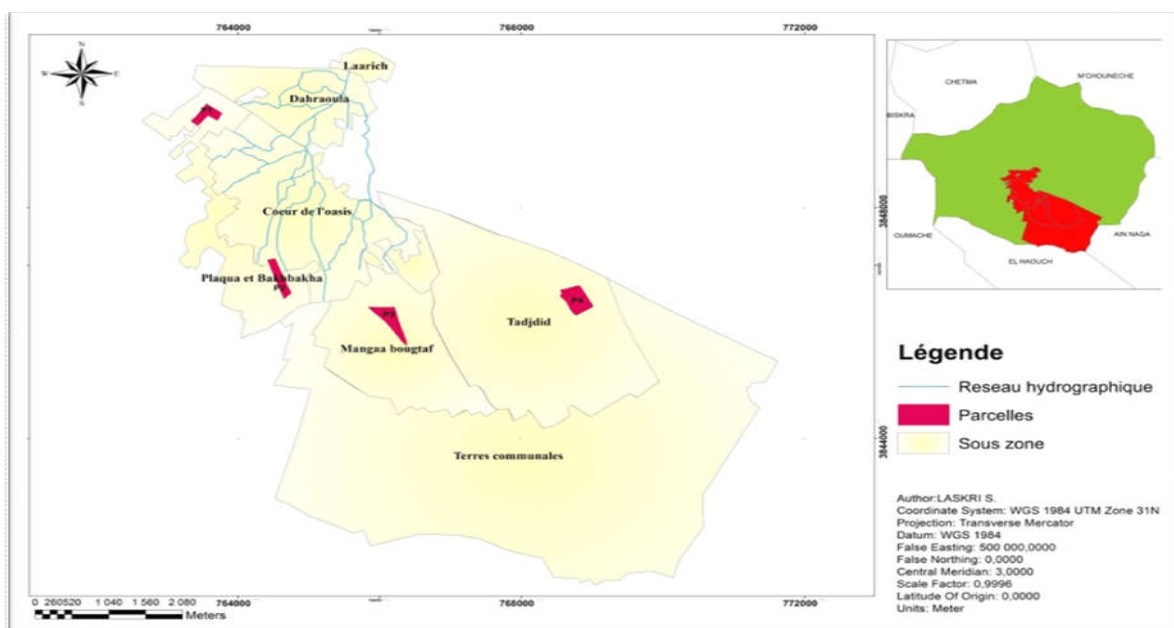 764000
768000
772000
N
W
E
S
Laarich
Dahraoula
Coeur de l'oasis
Plaqua et Bakhbakha
Mangaa bougtaf
Tadjdid
P4
Terres communales
3848000
3844000
0 260520 1 040 1 560 2 080
Meters
764000
768000
772000
CHETMA
M'CHOUNECHE
BISKRA
OUMACHE
AIN NAGA
EL HAOUCH
Légende
Reseau hydrographique
Parcelles
Sous zone
Author:LASKRI S.
Coordinate System: WGS 1984 UTM Zone 31N
Projection: Transverse Mercator
Datum: WGS 1984
False Easting: 500 000,0000
False Northing: 0,0000
Central Meridian: 3,0000
Scale Factor: 0,9996
Latitude Of Origin: 0,0000
Units: Meter